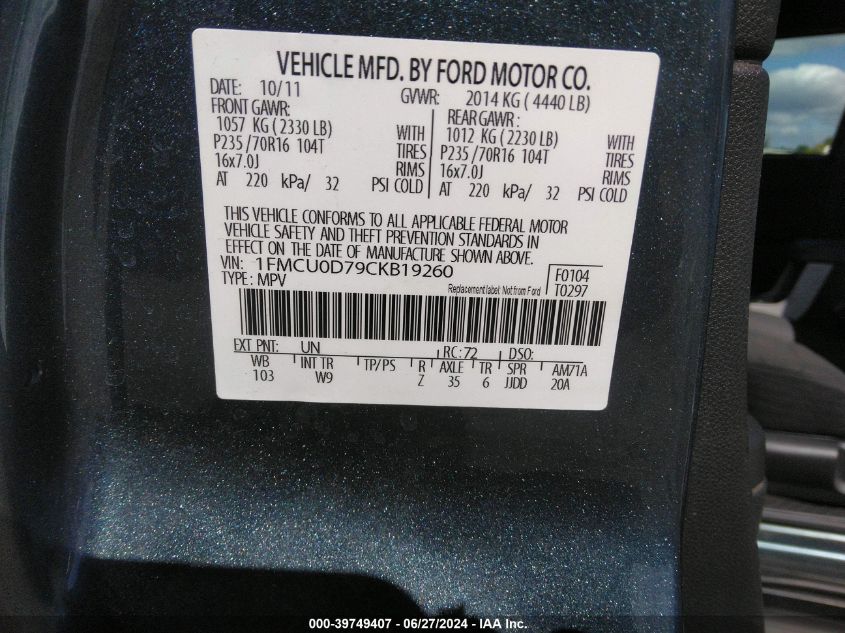 VEHICLE MFD. BY FORD MOTOR CO.
DATE: 10/11 GVWR: 2014 KG ( 4440 LB)
FRONT GAWR: REAR GAWR :
1057 KG ( 2330 LB) WITH 1012 KG ( 2230 LB) WITH
P235 /70R16 104T TIRES P235 /70R16 104T TIRES
16x7.0J RIMS 16x7.0J RIMS
AT 220 kPa/ 32 PSI COLD AT 220 kPa/ 32 PSI COLD
THIS VEHICLE CONFORMS TO ALL APPLICABLE FEDERAL MOTOR
VEHICLE SAFETY AND THEFT PREVENTION STANDARDS IN
EFFECT ON THE DATE OF MANUFACTURE SHOWN ABOVE.
VIN: 1FMCU0D79CKB19260 F0104
TYPE: MPV Replacement label: Not from Ford T0297
EXT PNT: UN RC: 72 DSO:
WB INT TR TP/PS R AXLE TR SPR AM71A
103 W9 Z 35 6 JJDD 20A
000-39749407 / 06/27/2024 - IAA Inc.